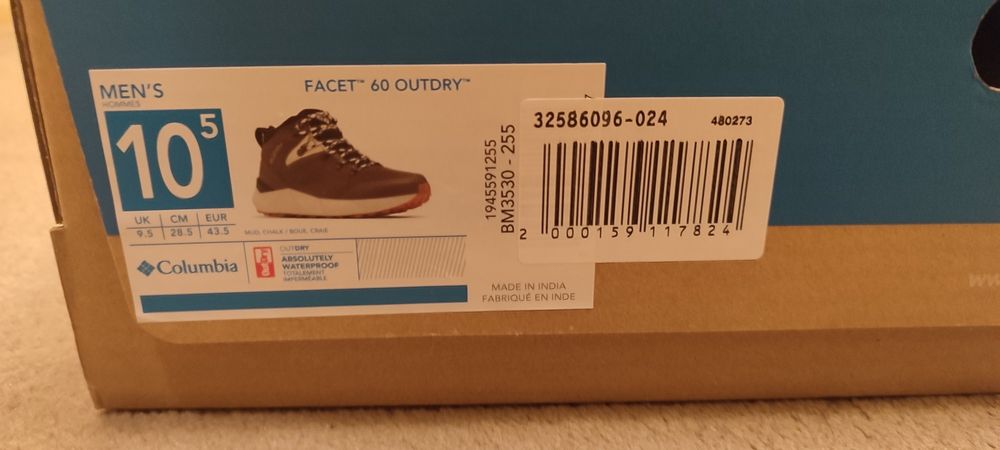 MEN'S
HOMMES
FACET™ 60 OUTDRY™
10⁵
UK CM EUR
9.5 28.5 43.5
MUD, CHALK / BOUE, CRAIE
Columbia
OutDry
OUTDRY
ABSOLUTELY
WATERPROOF
TOTALEMENT
IMPERMÉABLE
1945591255
BM3530 - 255
MADE IN INDIA
FABRIQUÉ EN INDE
32586096-024 480273
2 000159 117824